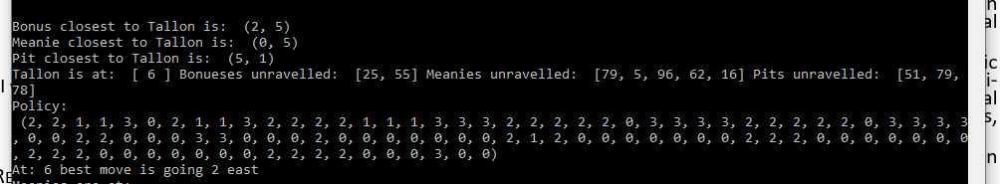 Bonus closest to Tallon is:  (2, 5)
Meanie closest to Tallon is:  (0, 5)
Pit closest to Tallon is:  (5, 1)
Tallon is at:  [ 6 ] Bonueses unravelled:  [25, 55] Meanies unravelled:  [79, 5, 96, 62, 16] Pits unravelled:  [51, 79,
78]
Policy:
 (2, 2, 1, 1, 3, 0, 2, 1, 1, 3, 2, 2, 2, 2, 1, 1, 1, 3, 3, 3, 2, 2, 2, 2, 2, 0, 3, 3, 3, 3, 2, 2, 2, 2, 2, 0, 3, 3, 3, 3
, 0, 0, 2, 2, 0, 0, 0, 3, 3, 0, 0, 0, 2, 0, 0, 0, 0, 0, 0, 0, 2, 1, 2, 0, 0, 0, 0, 0, 0, 0, 2, 2, 2, 0, 0, 0, 0, 0, 0, 0
, 2, 2, 2, 0, 0, 0, 0, 0, 0, 0, 2, 2, 2, 2, 0, 0, 0, 3, 0, 0)
At: 6 best move is going 2 east